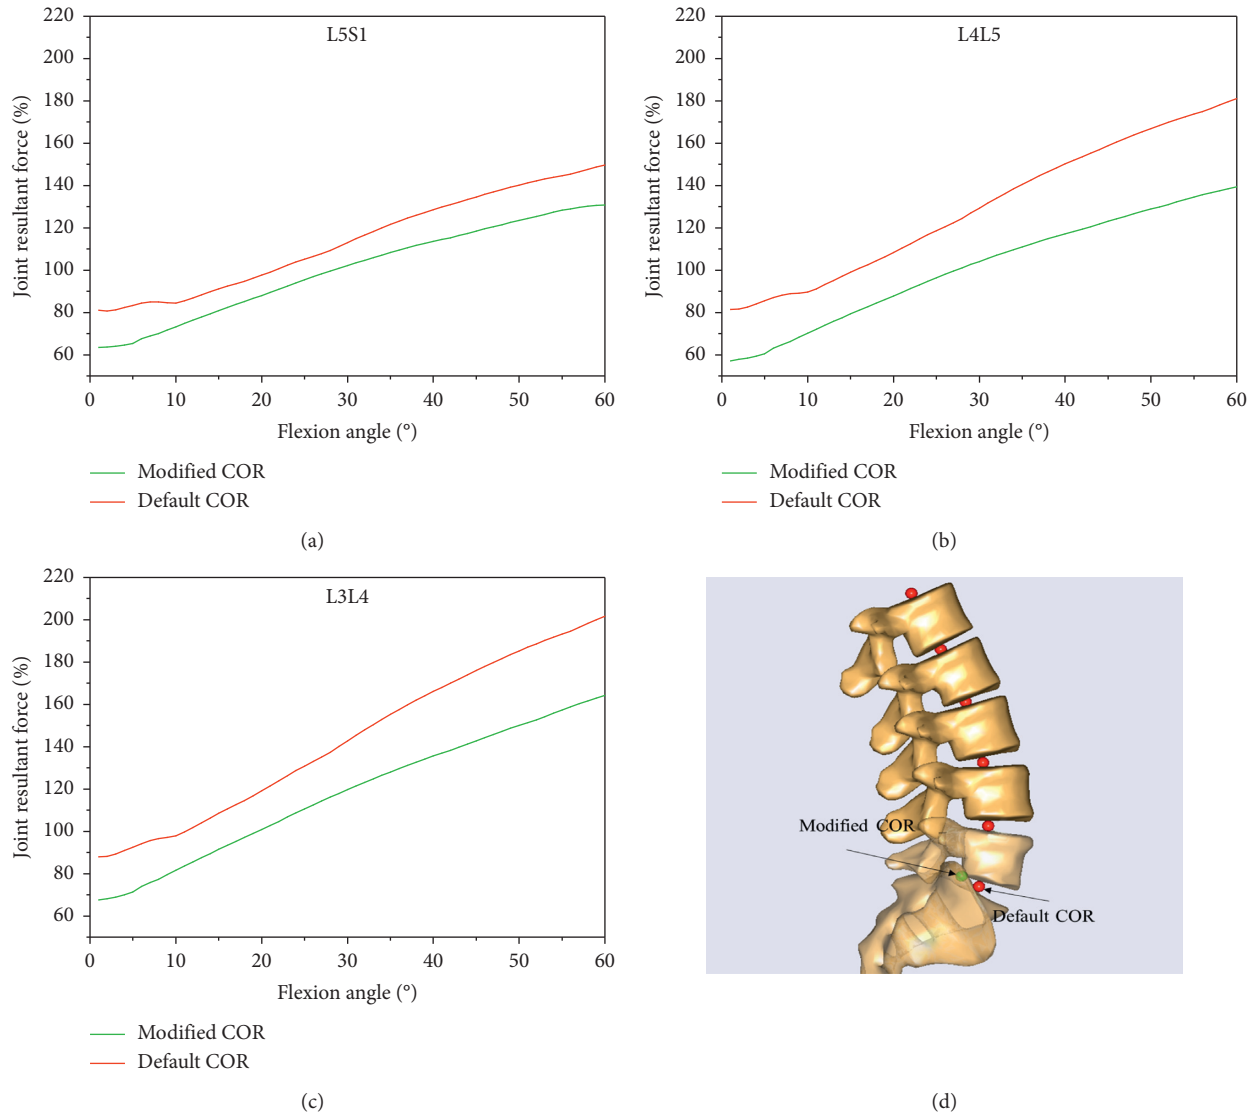 L5S1
Joint resultant force (%)
220
200
180
160
140
120
100
80
60
0 10 20 30 40 50 60
Flexion angle (°)
Modified COR
Default COR
(a)
L4L5
Joint resultant force (%)
220
200
180
160
140
120
100
80
60
0 10 20 30 40 50 60
Flexion angle (°)
Modified COR
Default COR
(b)
L3L4
Joint resultant force (%)
220
200
180
160
140
120
100
80
60
0 10 20 30 40 50 60
Flexion angle (°)
Modified COR
Default COR
(c)
Modified COR
Default COR
(d)